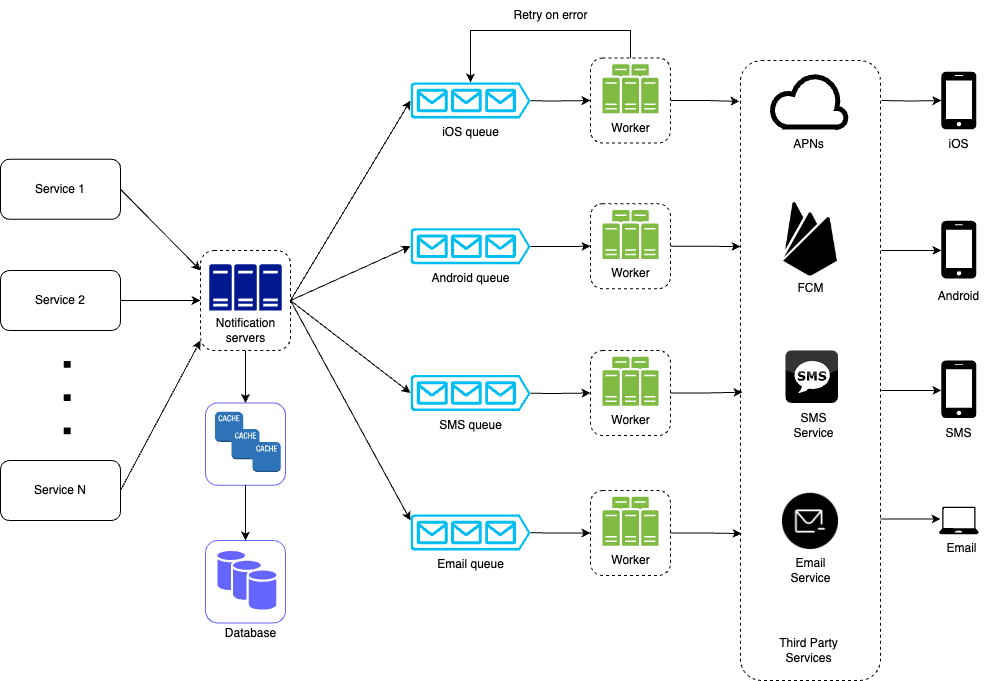 Retry on error
iOS queue
Worker
APNs
iOS
Service 1
Android queue
Worker
FCM
Android
Service 2
Notification
servers
SMS queue
Worker
SMS
SMS
Service
SMS
CACHE
CACHE
CACHE
Service N
Email queue
Worker
Email
Service
Email
Database
Third Party
Services